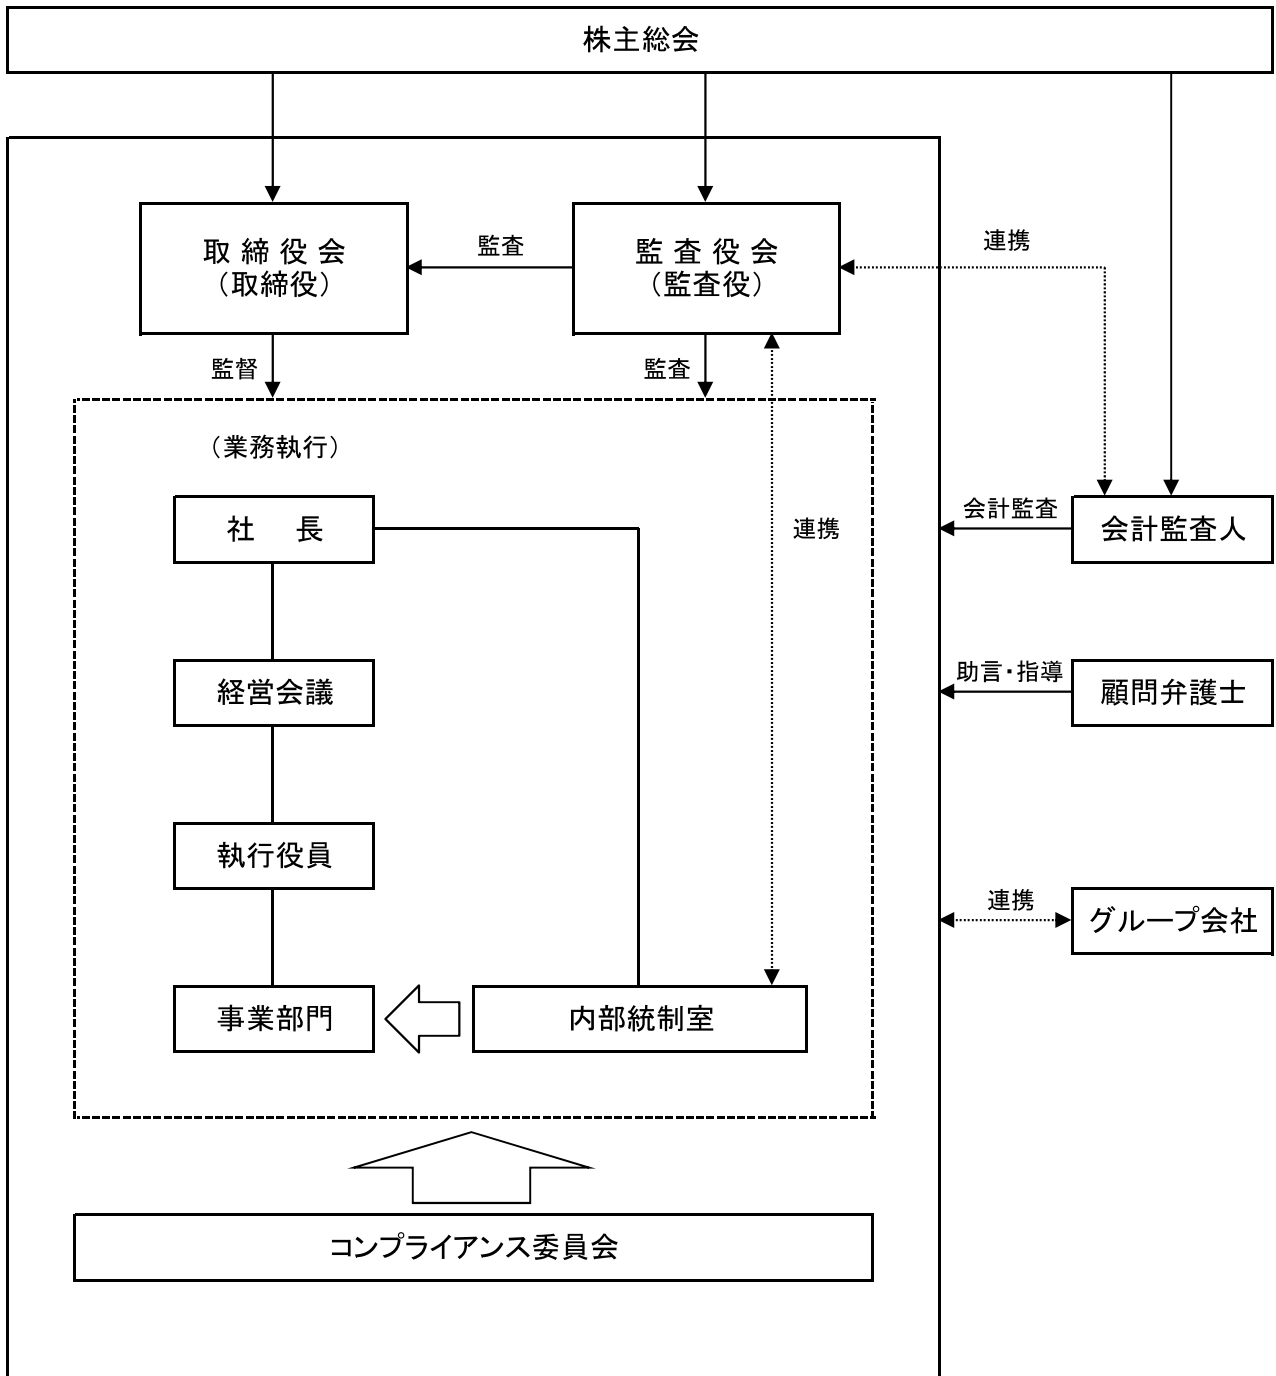 株主総会
取締役会
（取締役）
監査
監査役会
（監査役）
連携
監督
監査
（業務執行）
社　長
連携
会計監査
会計監査人
経営会議
助言・指導
顧問弁護士
執行役員
連携
グループ会社
事業部門
内部統制室
コンプライアンス委員会